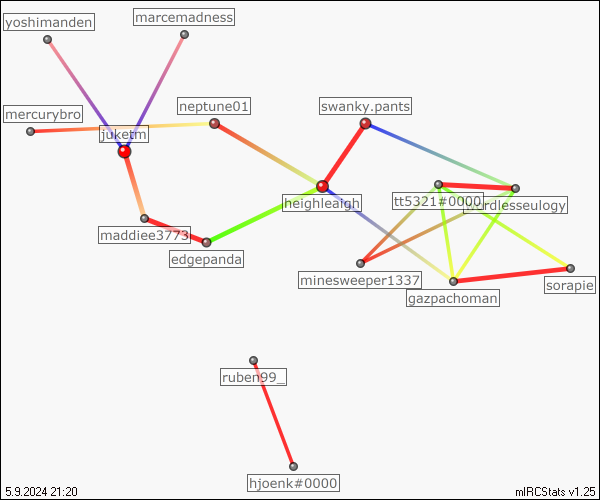 yoshimanden
marcemadness
mercurybro
neptune01
swanky.pants
juketm
heighleaigh
tt5321#0000
wordlesseulogy
maddiee3773
edgepanda
minesweeper1337
gazpachoman
sorapie
ruben99_
hjoenk#0000
5.9.2024 21:20
mIRCStats v1.25